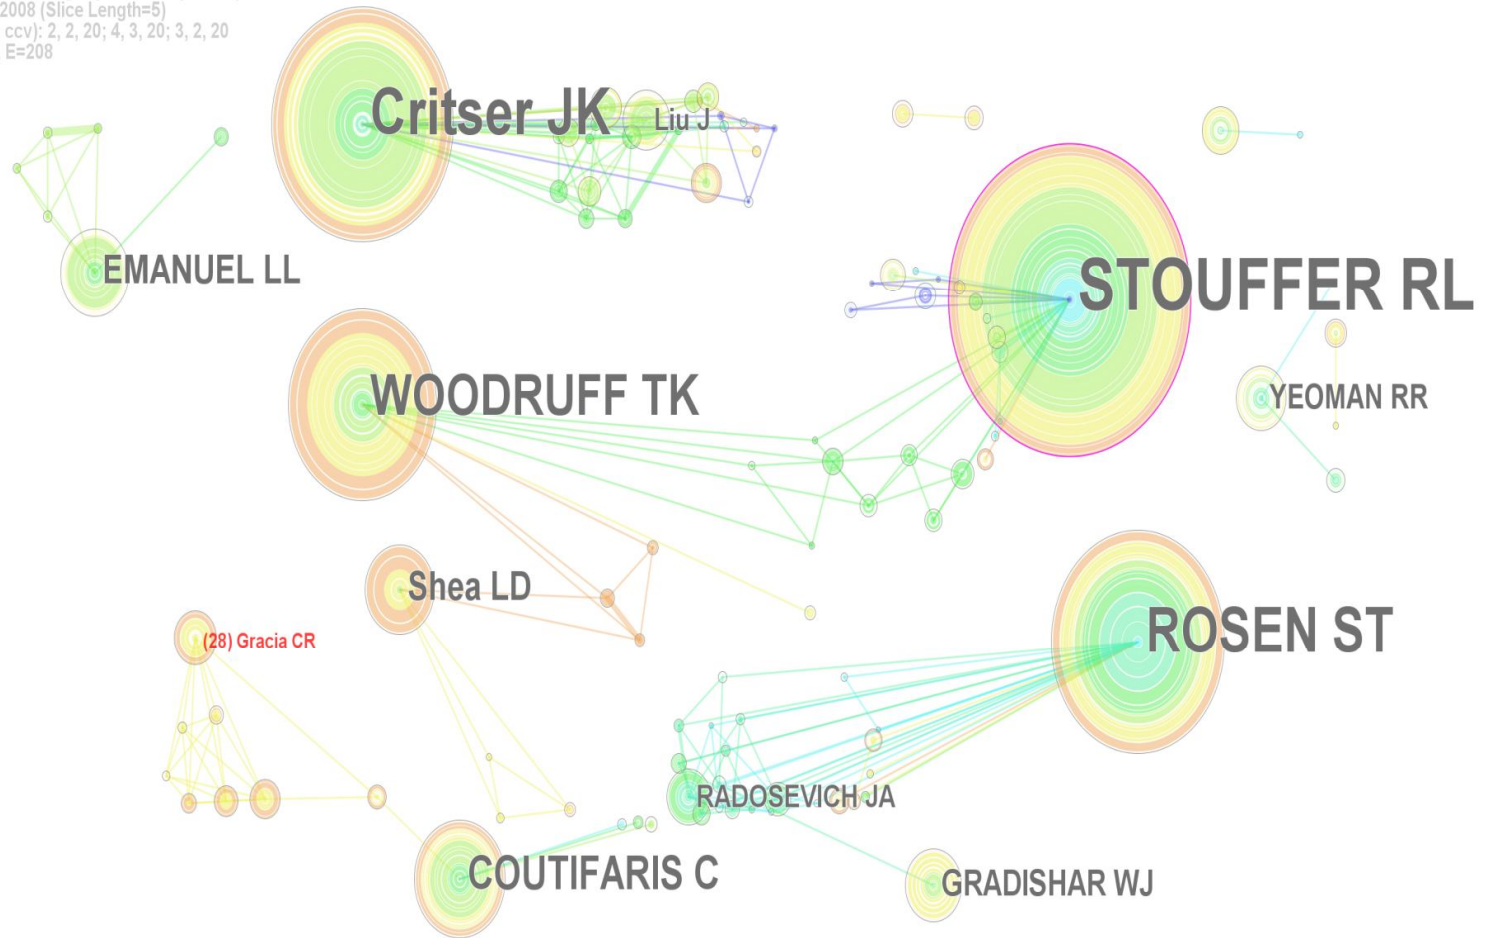 2008 (Slice Length=5)
ccv): 2, 2, 20; 4, 3, 20; 3, 2, 20
E=208
Critser JK
Liu J
EMANUEL LL
STOUFFER RL
WOODRUFF TK
YEOMAN RR
Shea LD
ROSEN ST
(28) Gracia CR
RADOSEVICH JA
COUTIFARIS C
GRADISHAR WJ